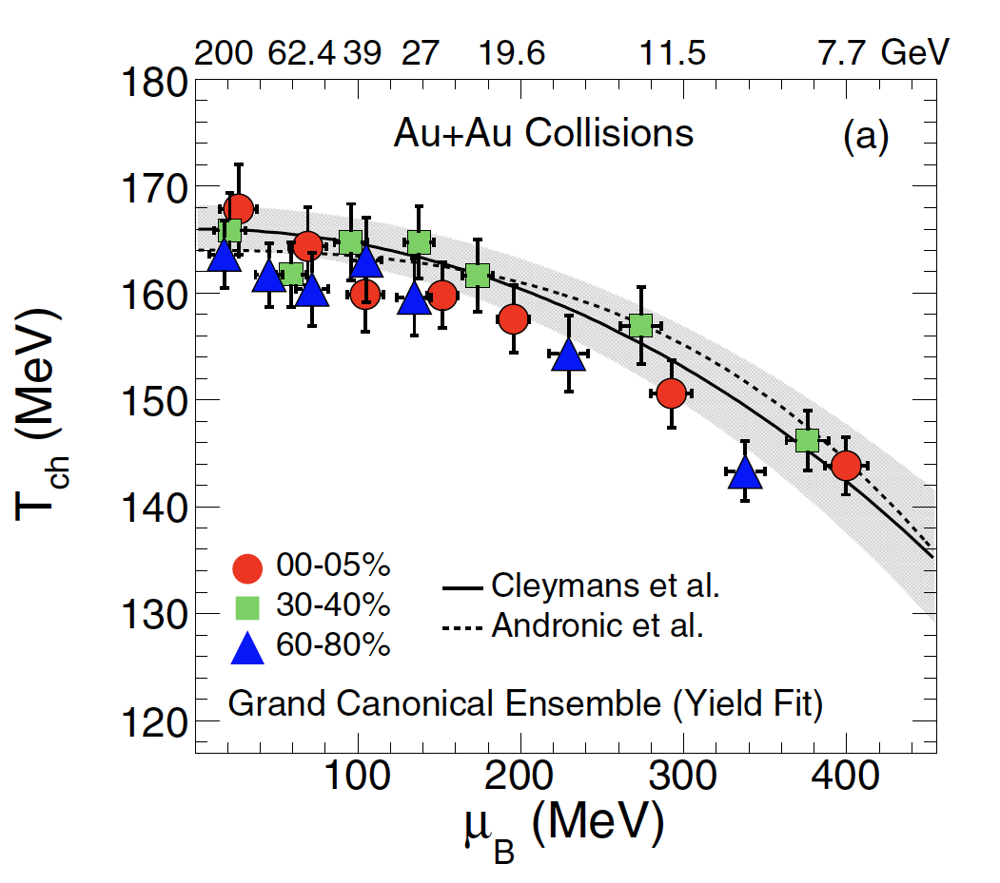 200 62.4 39 27 19.6 11.5 7.7 GeV
180
Au+Au Collisions (a)
170
160
150
140
130
120
T_ch (MeV)
00-05%
30-40%
60-80%
Cleymans et al.
Andronic et al.
Grand Canonical Ensemble (Yield Fit)
100 200 300 400
μ_B (MeV)